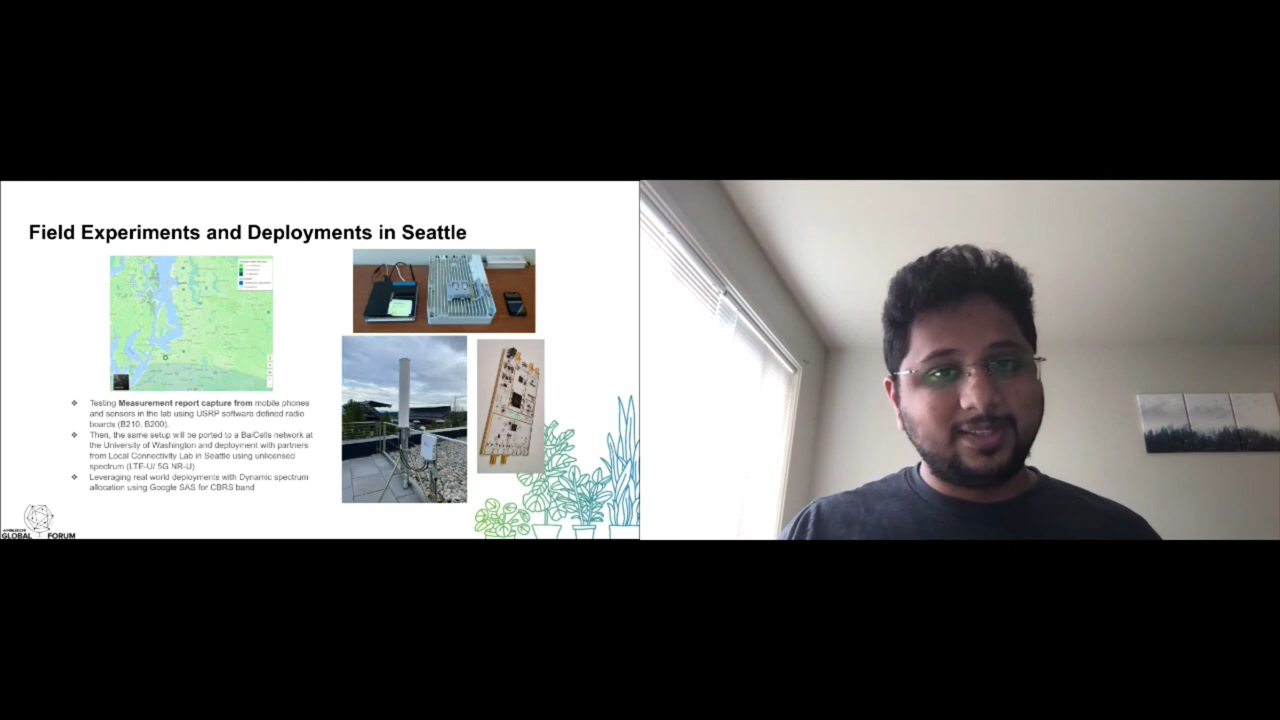 Field Experiments and Deployments in Seattle
❖ Testing Measurement report capture from mobile phones
and sensors in the lab using USRP software defined radio
boards (B210, B200).
❖ Then, the same setup will be ported to a BaiCells network at
the University of Washington and deployment with partners
from Local Connectivity Lab in Seattle using unlicensed
spectrum (LTE-U/ 5G NR-U)
❖ Leveraging real world deployments with Dynamic spectrum
allocation using Google SAS for CBRS band
GLOBAL FORUM